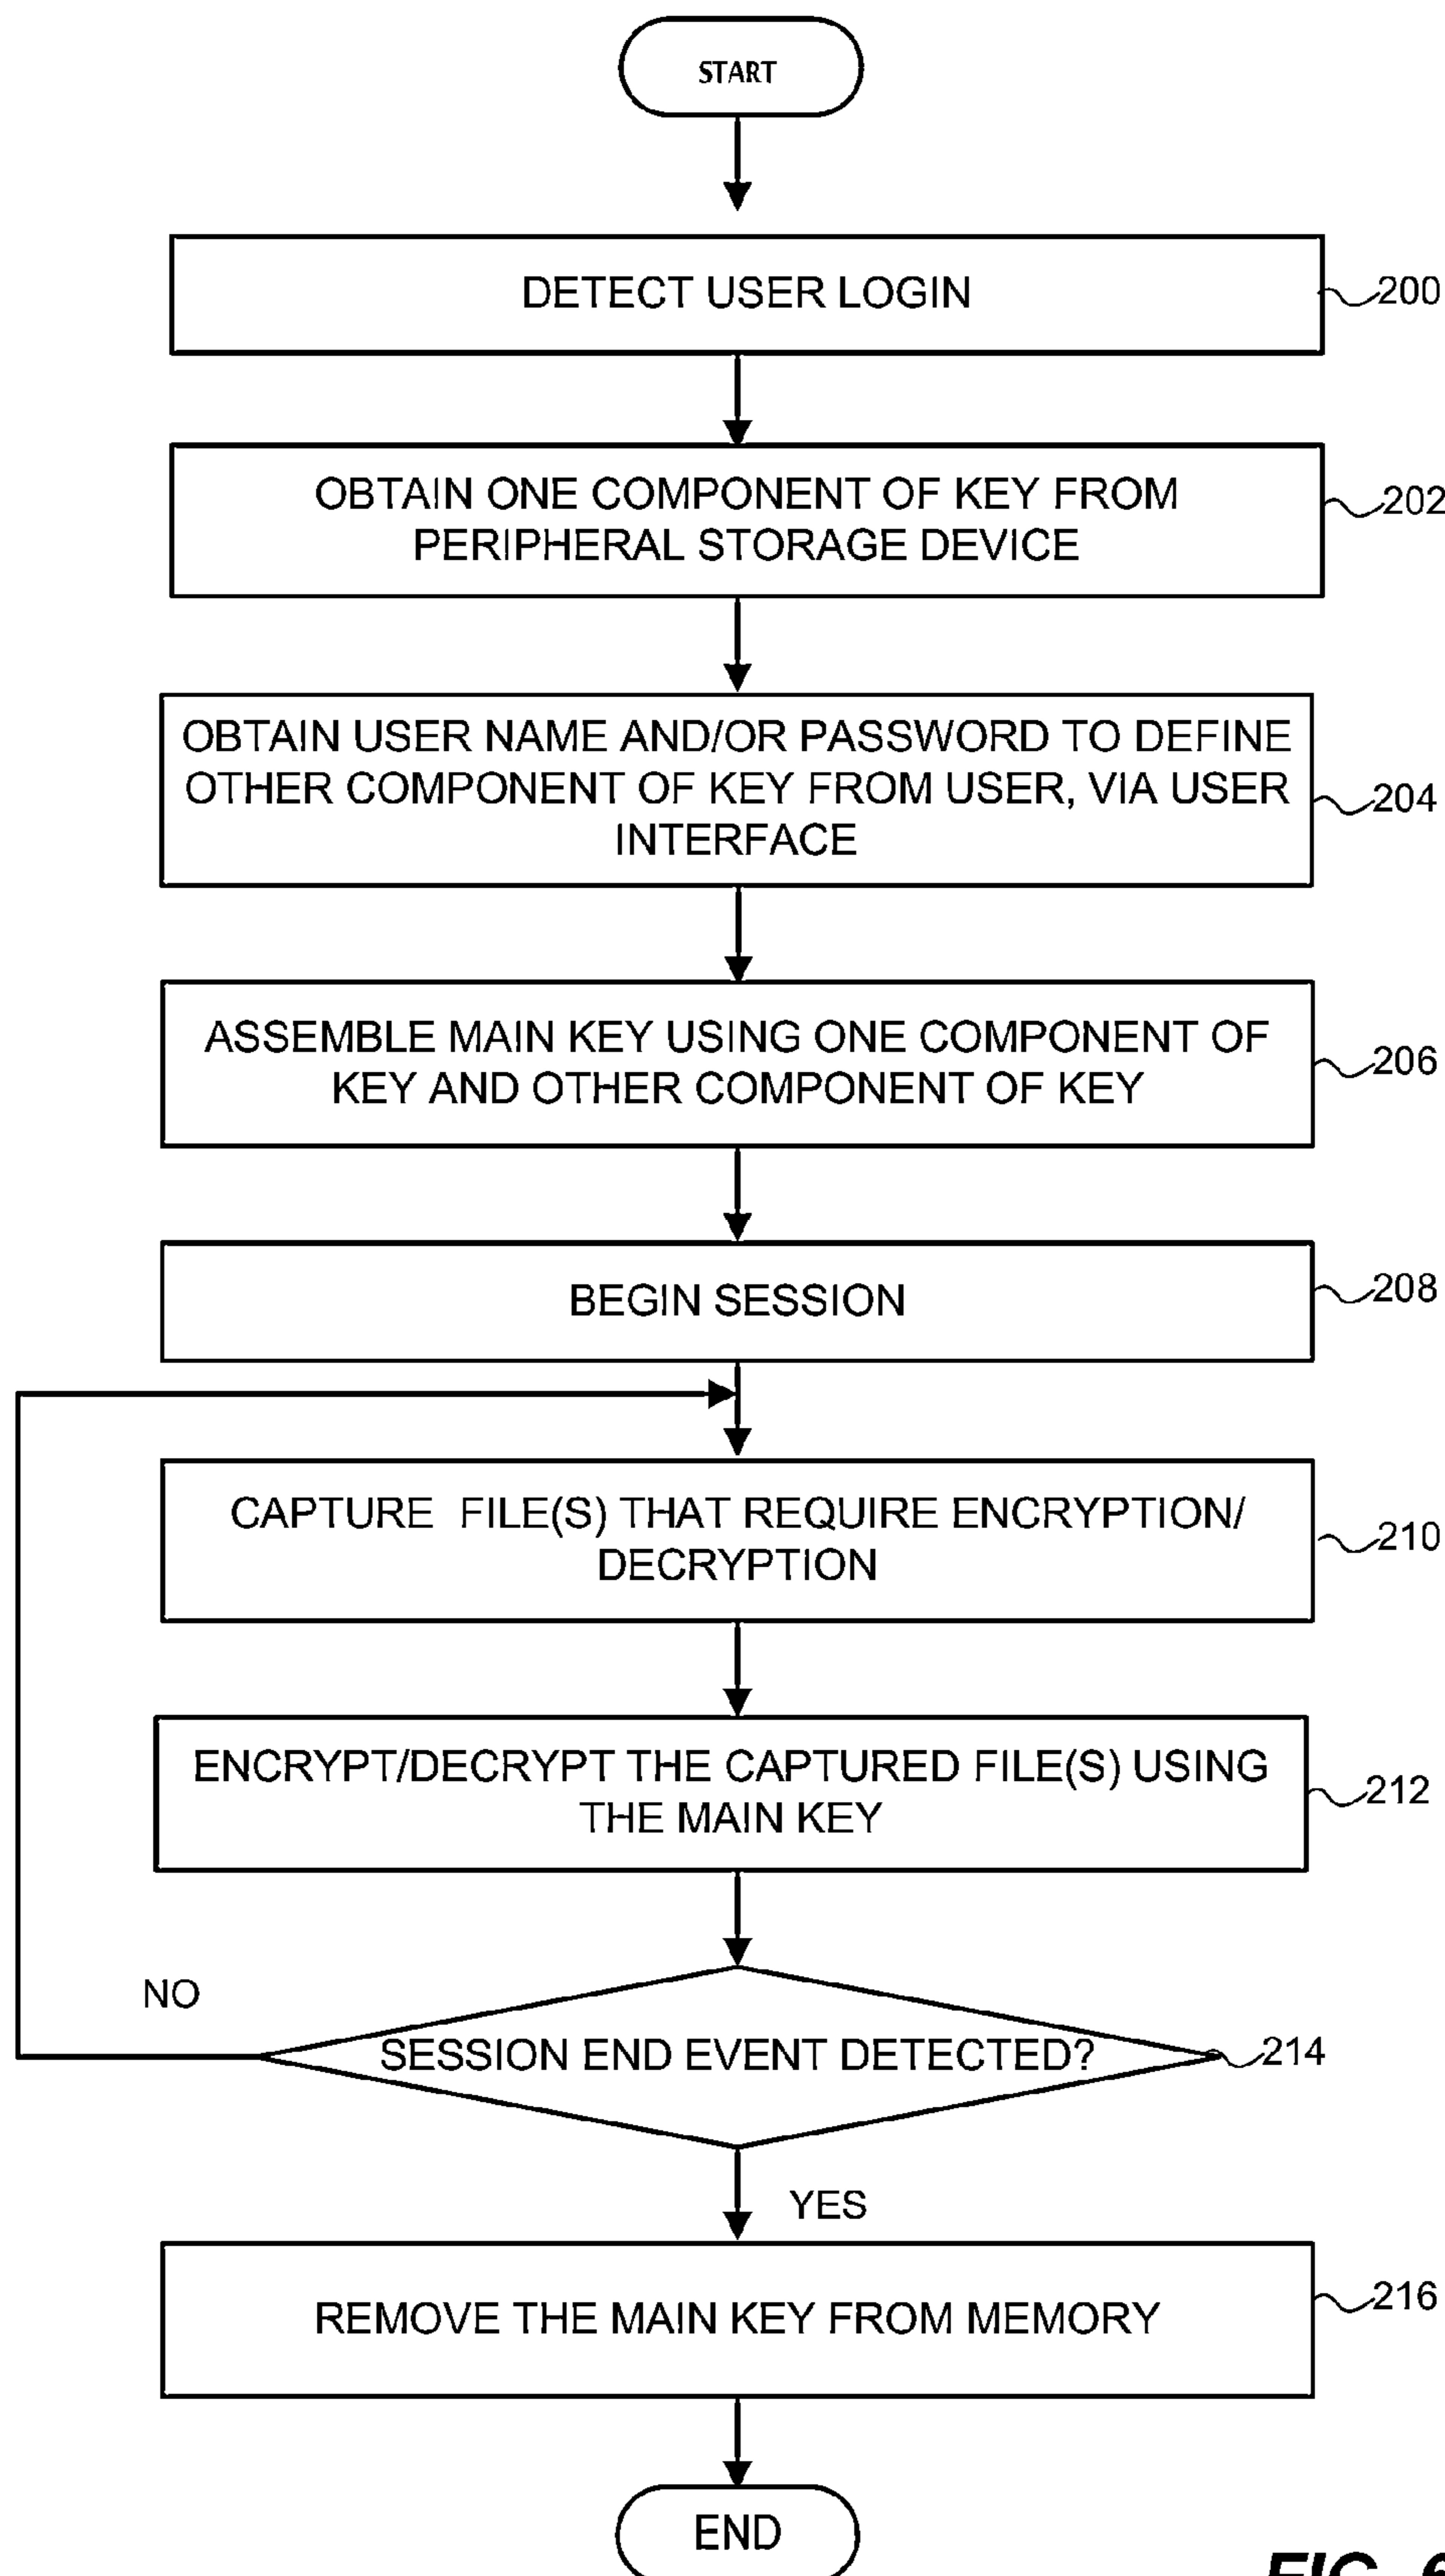 START
DETECT USER LOGIN
200
OBTAIN ONE COMPONENT OF KEY FROM
PERIPHERAL STORAGE DEVICE
202
OBTAIN USER NAME AND/OR PASSWORD TO DEFINE
OTHER COMPONENT OF KEY FROM USER, VIA USER
INTERFACE
204
ASSEMBLE MAIN KEY USING ONE COMPONENT OF
KEY AND OTHER COMPONENT OF KEY
206
BEGIN SESSION
208
CAPTURE FILE(S) THAT REQUIRE ENCRYPTION/
DECRYPTION
210
ENCRYPT/DECRYPT THE CAPTURED FILE(S) USING
THE MAIN KEY
212
NO
SESSION END EVENT DETECTED?
214
YES
REMOVE THE MAIN KEY FROM MEMORY
216
END
FIG. 6